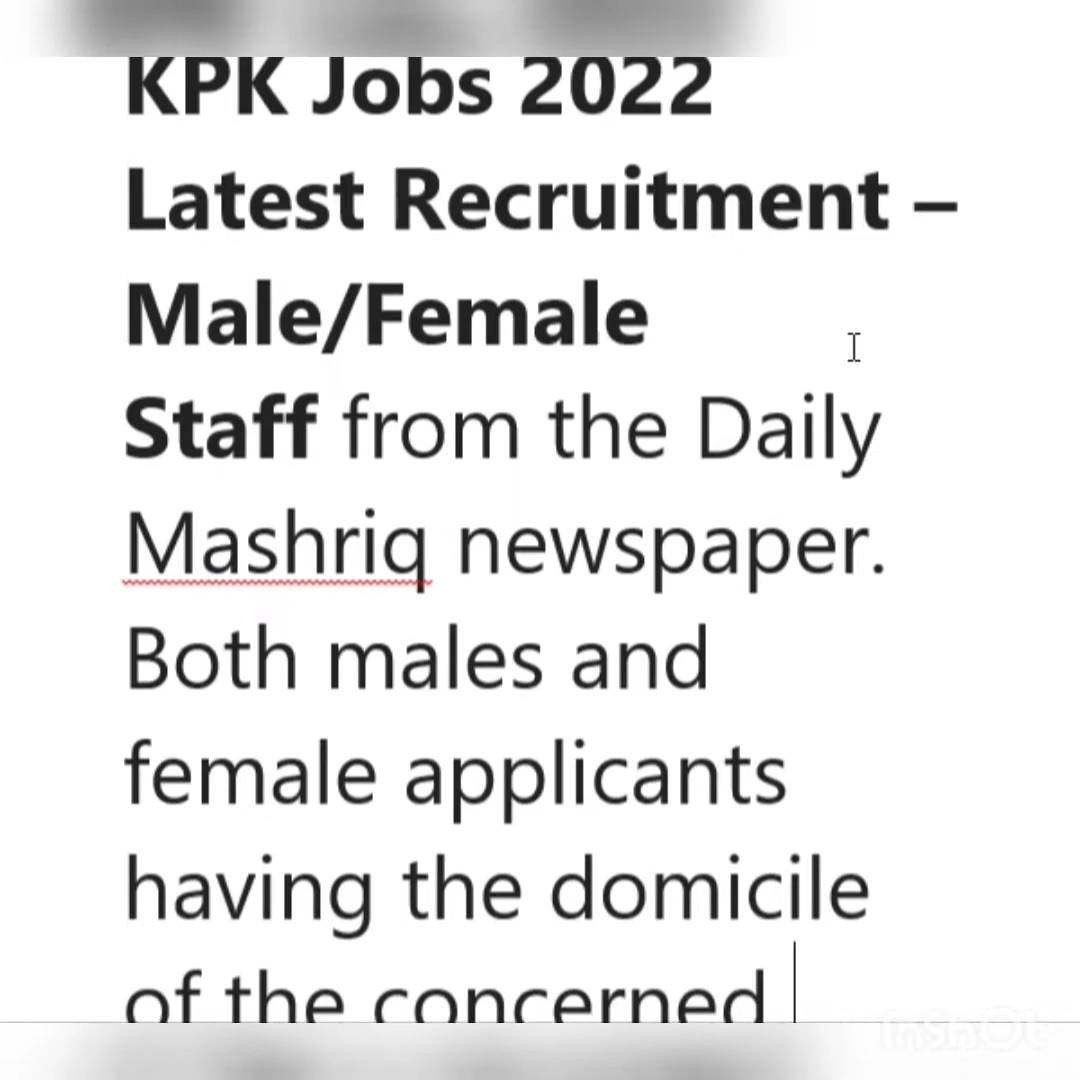 KPK Jobs 2022
Latest Recruitment –
Male/Female
Staff from the Daily
Mashriq newspaper.
Both males and
female applicants
having the domicile
of the concerned
InShOt